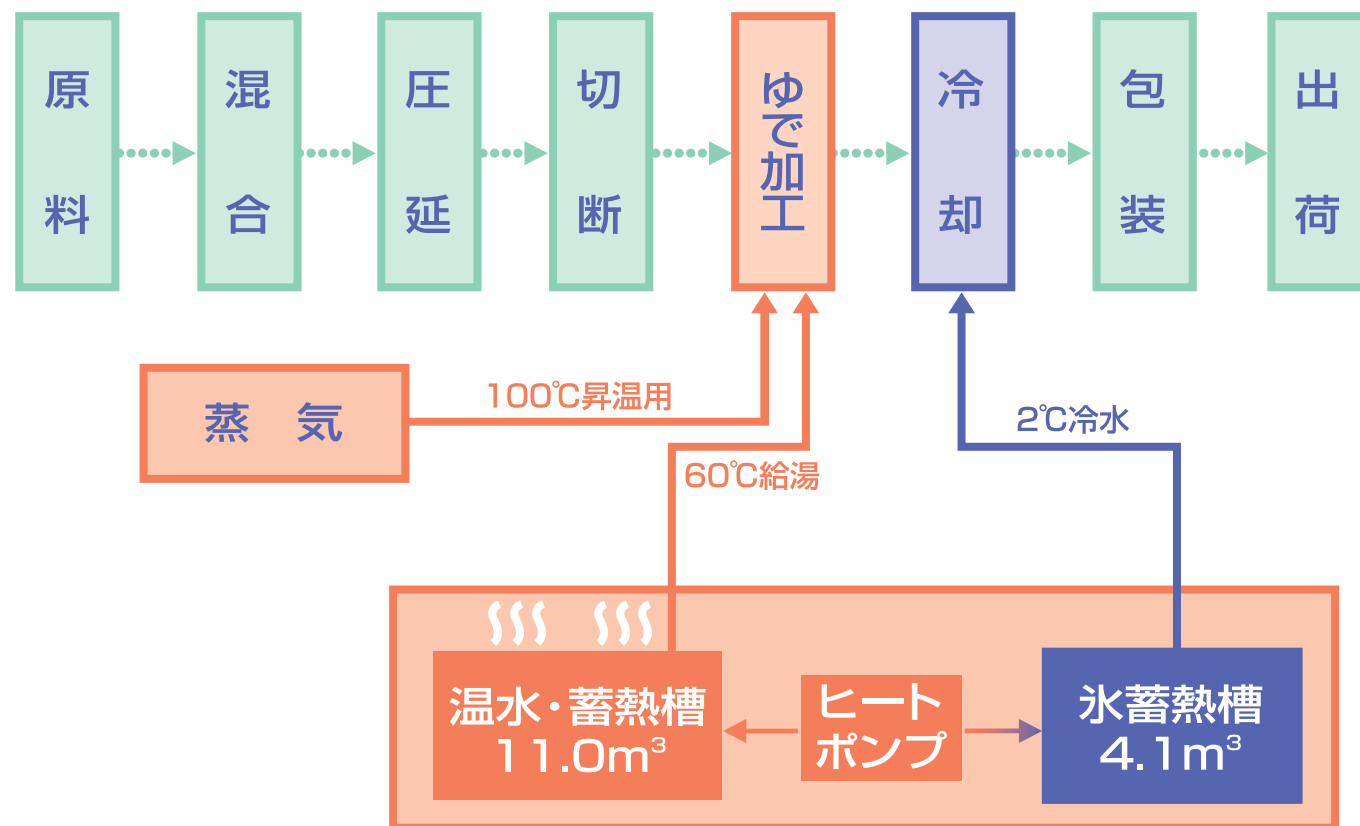 原料
混合
圧延
切断
ゆで加工
冷却
包装
出荷
蒸気
100℃昇温用
60℃給湯
2℃冷水
温水・蓄熱槽
11.0m³
ヒート
ポンプ
氷蓄熱槽
4.1m³